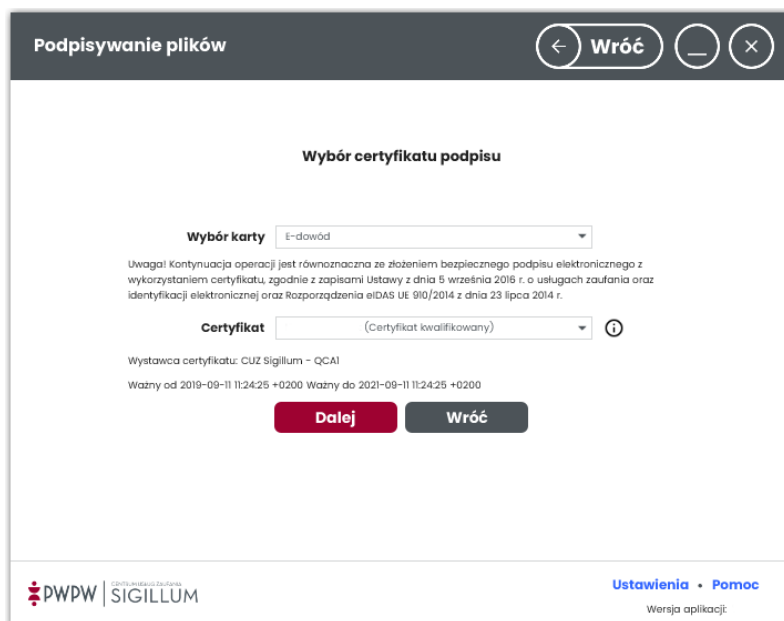 Podpisywanie plików
Wróć
Wybór certyfikatu podpisu
Wybór karty E-dowód
Uwaga! Kontynuacja operacji jest równoznaczna ze złożeniem bezpiecznego podpisu elektronicznego z
wykorzystaniem certyfikatu, zgodnie z zapisami Ustawy z dnia 5 września 2016 r. o usługach zaufania oraz
identyfikacji elektronicznej oraz Rozporządzenia eIDAS UE 910/2014 z dnia 23 lipca 2014 r.
Certyfikat (Certyfikat kwalifikowany)
Wystawca certyfikatu: CUZ Sigillum - QCA1
Ważny od 2019-09-11 11:24:25 +0200 Ważny do 2021-09-11 11:24:25 +0200
Dalej Wróć
PWPW
CENTRUM USŁUG ZAUFANIA
SIGILLUM
Ustawienia • Pomoc
Wersja aplikacji: